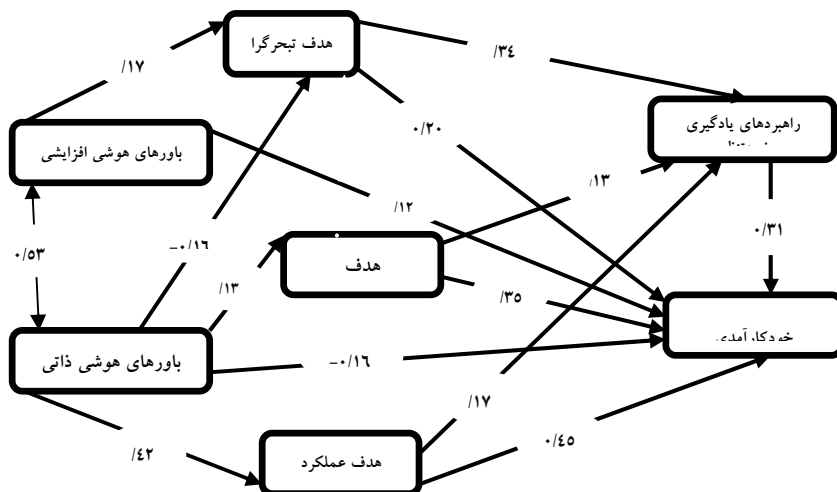 هدف تبحرگرا
/۱۷
/۳٤
راهبردهای یادگیری
۰/۲۰
باورهای هوشی افزایشی
/۱۳
/۱۲
۰/۵۳
-۰/۱٦
۰/۳۱
هدف
/۱۳
/۳۵
خودکارآمدی
باورهای هوشی ذاتی
-۰/۱٦
/۱۷
/٤۲
۰/٤۵
هدف عملکرد